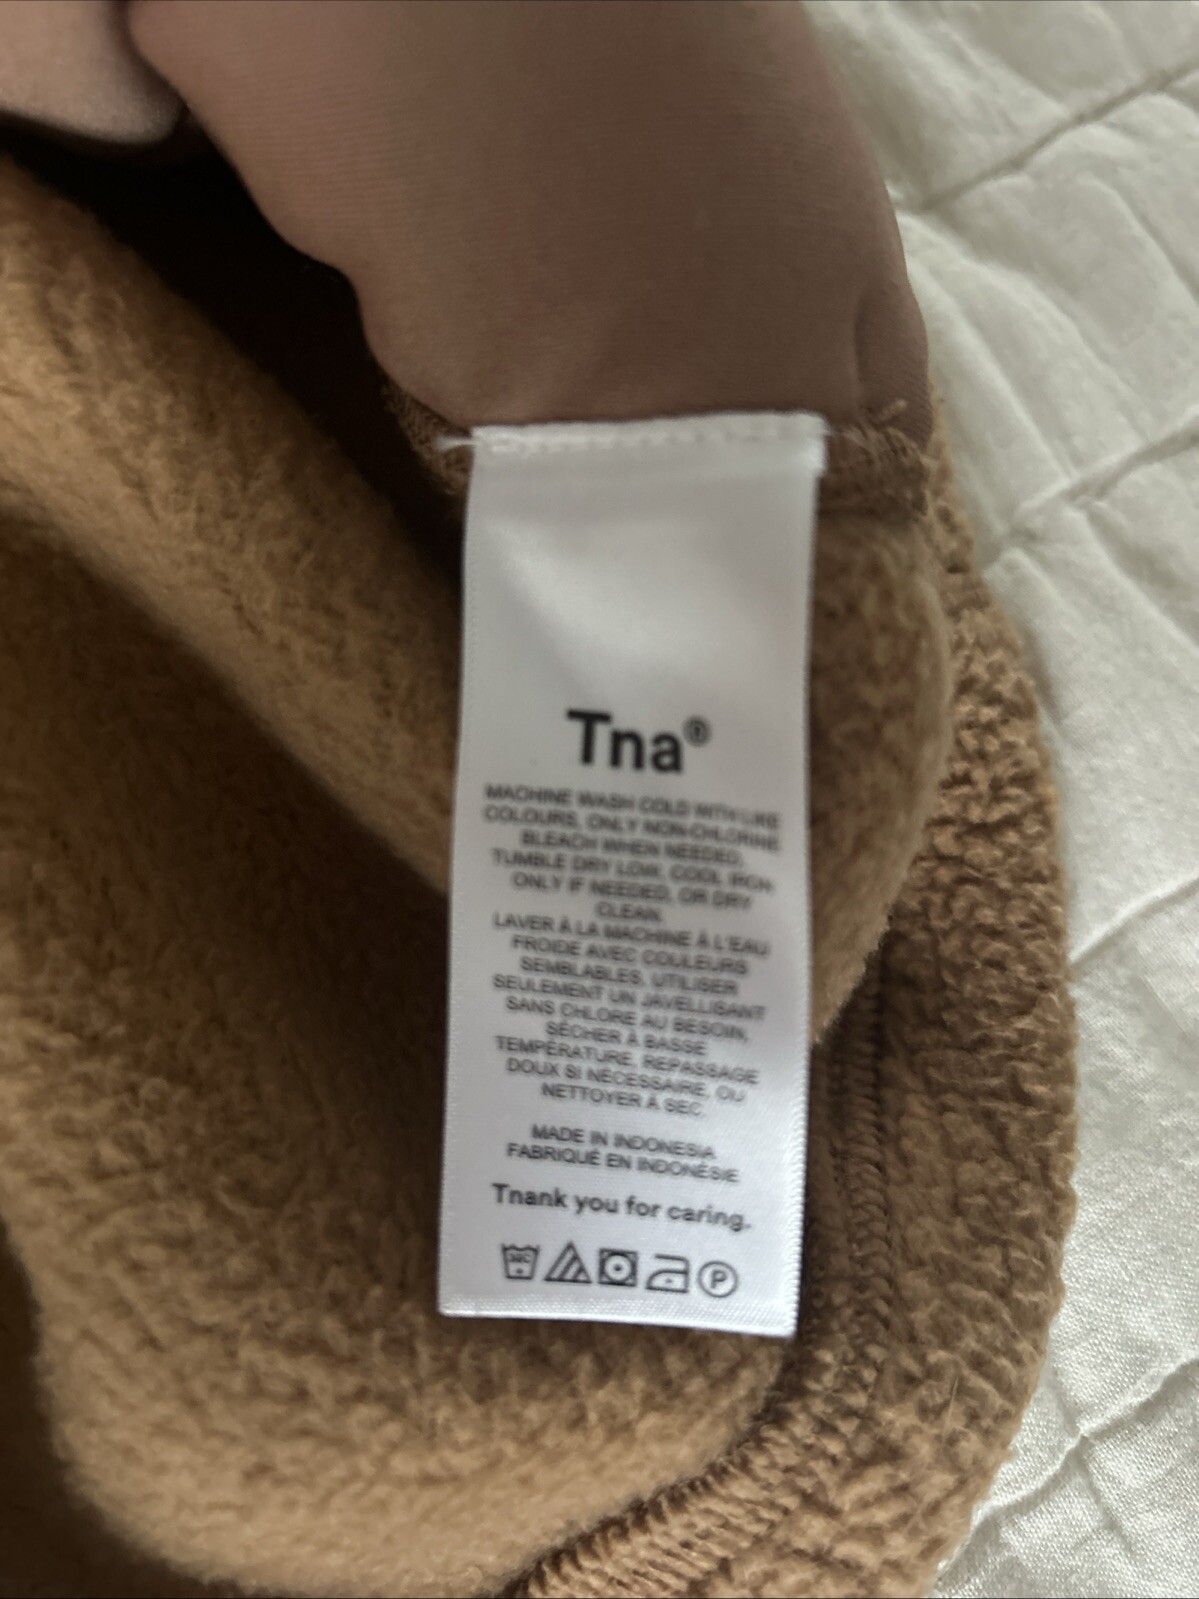 Tna®
MACHINE WASH COLD WITH LIKE
COLOURS, ONLY NON-CHLORINE
BLEACH WHEN NEEDED,
TUMBLE DRY LOW, COOL IRON
ONLY IF NEEDED, OR DRY
CLEAN.
LAVER À LA MACHINE À L'EAU
FROIDE AVEC COULEURS
SEMBLABLES, UTILISER
SEULEMENT UN JAVELLISANT
SANS CHLORE AU BESOIN,
SÉCHER À BASSE
TEMPÉRATURE, REPASSAGE
DOUX SI NÉCESSAIRE, OU
NETTOYER À SEC.
MADE IN INDONESIA
FABRIQUÉ EN INDONÉSIE
Tnank you for caring.
30C P